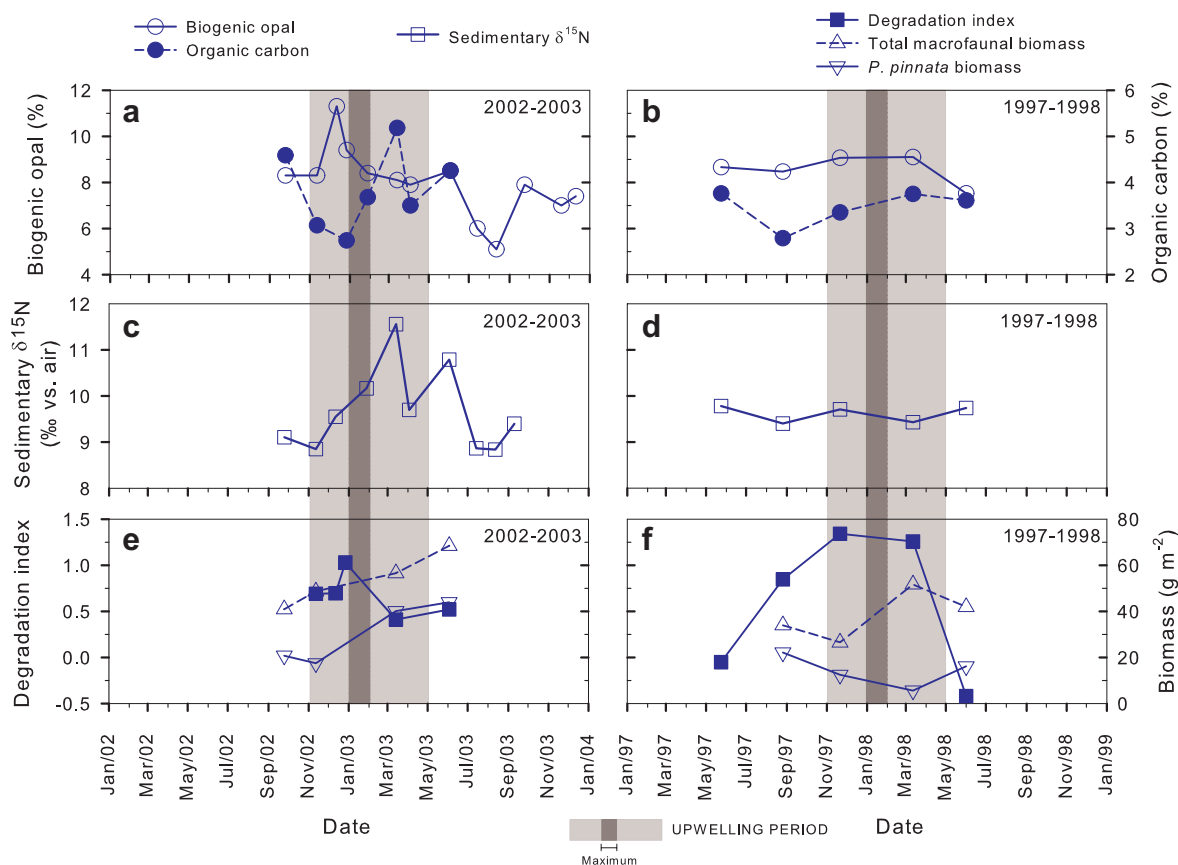 Biogenic opal
Organic carbon
Sedimentary δ15N
Degradation index
Total macrofaunal biomass
P. pinnata biomass
Biogenic opal (%)
12
10
8
6
4
a
2002-2003
b
1997-1998
6
5
4
3
2
Organic carbon (%)
Sedimentary δ15N
(‰ vs. air)
12
11
10
9
8
c
2002-2003
d
1997-1998
Degradation index
1.5
1.0
0.5
0.0
-0.5
e
2002-2003
f
1997-1998
80
60
40
20
0
Biomass (g m-2)
Jan/02
Mar/02
May/02
Jul/02
Sep/02
Nov/02
Jan/03
Mar/03
May/03
Jul/03
Sep/03
Nov/03
Jan/04
Jan/97
Mar/97
May/97
Jul/97
Sep/97
Nov/97
Jan/98
Mar/98
May/98
Jul/98
Sep/98
Nov/98
Jan/99
Date
UPWELLING PERIOD
Date
Maximum